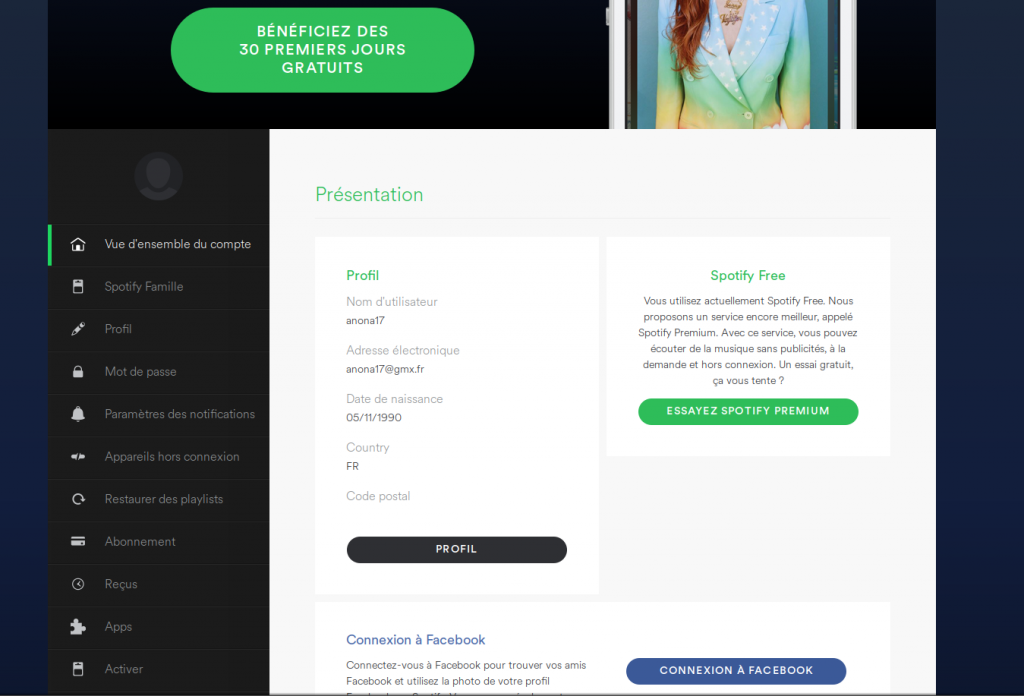 BÉNÉFICIEZ DES
30 PREMIERS JOURS
GRATUITS
Vue d'ensemble du compte
Spotify Famille
Profil
Mot de passe
Paramètres des notifications
Appareils hors connexion
Restaurer des playlists
Abonnement
Reçus
Apps
Activer
Présentation
Profil
Nom d'utilisateur
anona17
Adresse électronique
anona17@gmx.fr
Date de naissance
05/11/1990
Country
FR
Code postal
PROFIL
Spotify Free
Vous utilisez actuellement Spotify Free. Nous
proposons un service encore meilleur, appelé
Spotify Premium. Avec ce service, vous pouvez
écouter de la musique sans publicités, à la
demande et hors connexion. Un essai gratuit,
ça vous tente ?
ESSAYEZ SPOTIFY PREMIUM
Connexion à Facebook
Connectez-vous à Facebook pour trouver vos amis
Facebook et utilisez la photo de votre profil
CONNEXION À FACEBOOK